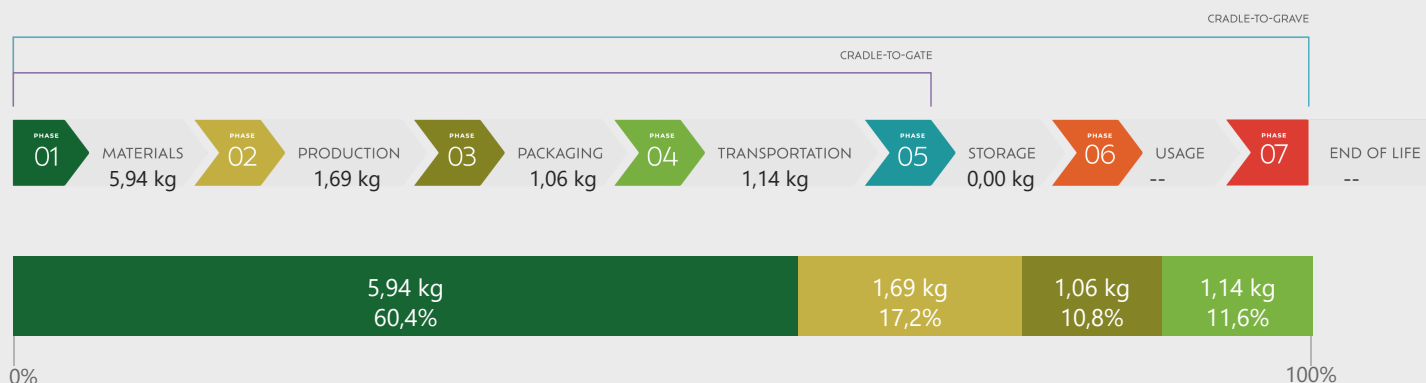 CRADLE-TO-GRAVE
CRADLE-TO-GATE
PHASE
01
MATERIALS
5,94 kg
PHASE
02
PRODUCTION
1,69 kg
PHASE
03
PACKAGING
1,06 kg
PHASE
04
TRANSPORTATION
1,14 kg
PHASE
05
STORAGE
0,00 kg
PHASE
06
USAGE
--
PHASE
07
END OF LIFE
--
5,94 kg
60,4%
1,69 kg
17,2%
1,06 kg
10,8%
1,14 kg
11,6%
0%
100%